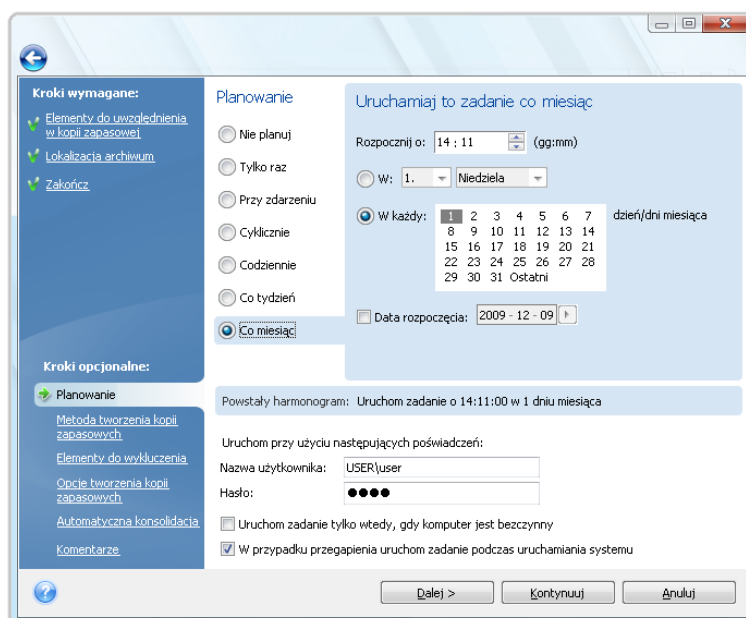 Kroki wymagane:
Elementy do uwzględnienia
w kopii zapasowej
Lokalizacja archiwum
Zakończ
Kroki opcjonalne:
Planowanie
Metoda tworzenia kopii
zapasowych
Elementy do wykluczenia
Opcje tworzenia kopii
zapasowych
Automatyczna konsolidacja
Komentarze
Planowanie
Nie planuj
Tylko raz
Przy zdarzeniu
Cyklicznie
Codziennie
Co tydzień
Co miesiąc
Uruchamiaj to zadanie co miesiąc
Rozpocznij o: 14 : 11 (gg:mm)
W: 1. Niedziela
W każdy: 1 2 3 4 5 6 7 dzień/dni miesiąca
8 9 10 11 12 13 14
15 16 17 18 19 20 21
22 23 24 25 26 27 28
29 30 31 Ostatni
Data rozpoczęcia: 2009 - 12 - 09
Powstały harmonogram: Uruchom zadanie o 14:11:00 w 1 dniu miesiąca
Uruchom przy użyciu następujących poświadczeń:
Nazwa użytkownika: USER\user
Hasło: ●●●●
Uruchom zadanie tylko wtedy, gdy komputer jest bezczynny
W przypadku przegapienia uruchom zadanie podczas uruchamiania systemu
? Dalej > Kontynuuj Anuluj